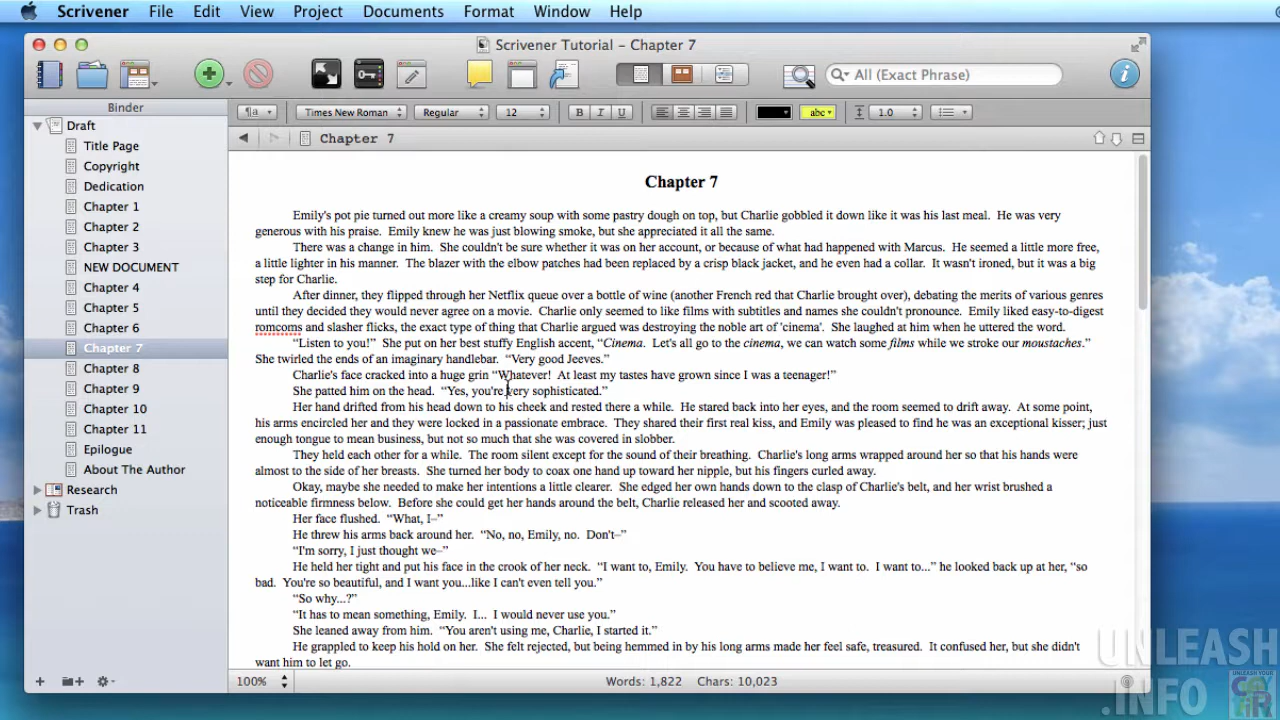 Scrivener File Edit View Project Documents Format Window Help
Scrivener Tutorial – Chapter 7
All (Exact Phrase)
Binder
Times New Roman Regular 12 B I U abc 1.0
Draft
Chapter 7
Title Page
Copyright
Dedication
Chapter 1
Chapter 2
Chapter 3
NEW DOCUMENT
Chapter 4
Chapter 5
Chapter 6
Chapter 7
Chapter 8
Chapter 9
Chapter 10
Chapter 11
Epilogue
About The Author
Research
Trash
Chapter 7
Emily's pot pie turned out more like a creamy soup with some pastry dough on top, but Charlie gobbled it down like it was his last meal. He was very
generous with his praise. Emily knew he was just blowing smoke, but she appreciated it all the same.
There was a change in him. She couldn't be sure whether it was on her account, or because of what had happened with Marcus. He seemed a little more free,
a little lighter in his manner. The blazer with the elbow patches had been replaced by a crisp black jacket, and he even had a collar. It wasn't ironed, but it was a big
step for Charlie.
After dinner, they flipped through her Netflix queue over a bottle of wine (another French red that Charlie brought over), debating the merits of various genres
until they decided they would never agree on a movie. Charlie only seemed to like films with subtitles and names she couldn't pronounce. Emily liked easy-to-digest
romcoms and slasher flicks, the exact type of thing that Charlie argued was destroying the noble art of 'cinema'. She laughed at him when he uttered the word.
“Listen to you!” She put on her best stuffy English accent, “Cinema. Let's all go to the cinema, we can watch some films while we stroke our moustaches.”
She twirled the ends of an imaginary handlebar. “Very good Jeeves.”
Charlie's face cracked into a huge grin “Whatever! At least my tastes have grown since I was a teenager!”
She patted him on the head. “Yes, you're very sophisticated.”
Her hand drifted from his head down to his cheek and rested there a while. He stared back into her eyes, and the room seemed to drift away. At some point,
his arms encircled her and they were locked in a passionate embrace. They shared their first real kiss, and Emily was pleased to find he was an exceptional kisser; just
enough tongue to mean business, but not so much that she was covered in slobber.
They held each other for a while. The room silent except for the sound of their breathing. Charlie's long arms wrapped around her so that his hands were
almost to the side of her breasts. She turned her body to coax one hand up toward her nipple, but his fingers curled away.
Okay, maybe she needed to make her intentions a little clearer. She edged her own hands down to the clasp of Charlie's belt, and her wrist brushed a
noticeable firmness below. Before she could get her hands around the belt, Charlie released her and scooted away.
Her face flushed. “What, I–”
He threw his arms back around her. “No, no, Emily, no. Don't–”
“I'm sorry, I just thought we–”
He held her tight and put his face in the crook of her neck. “I want to, Emily. You have to believe me, I want to. I want to...” he looked back up at her, “so
bad. You're so beautiful, and I want you...like I can't even tell you.”
“So why...?”
“It has to mean something, Emily. I... I would never use you.”
She leaned away from him. “You aren't using me, Charlie, I started it.”
He grappled to keep his hold on her. She felt rejected, but being hemmed in by his long arms made her feel safe, treasured. It confused her, but she didn't
want him to let go.
100% Words: 1,822 Chars: 10,023
UNLEASH
.INFO